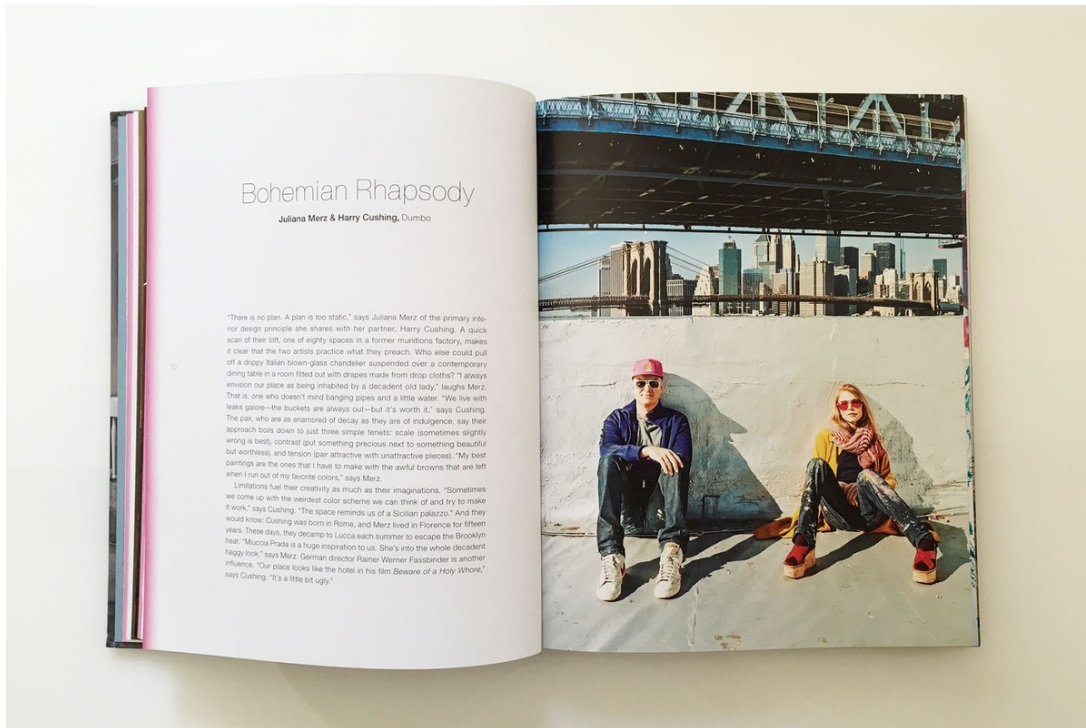 Bohemian Rhapsody
Juliana Merz & Harry Cushing, Dumbo
"There is no plan. A plan is too static," says Juliana Merz of the primary inte-
rior design principle she shares with her partner, Harry Cushing. A quick
scan of their loft, one of eighty spaces in a former munitions factory, makes
it clear that the two artists practice what they preach. Who else could pull
off a drippy Italian blown-glass chandelier suspended over a contemporary
dining table in a room fitted out with drapes made from drop cloths? "I always
envision our place as being inhabited by a decadent old lady," laughs Merz.
That is, one who doesn't mind banging pipes and a little water. "We live with
leaks galore—the buckets are always out—but it's worth it," says Cushing.
The pair, who are as enamored of decay as they are of indulgence, say their
approach boils down to just three simple tenets: scale (sometimes slightly
wrong is best), contrast (put something precious next to something beautiful
but worthless), and tension (pair attractive with unattractive pieces). "My best
paintings are the ones that I have to make with the awful browns that are left
when I run out of my favorite colors," says Merz.
Limitations fuel their creativity as much as their imaginations. "Sometimes
we come up with the weirdest color scheme we can think of and try to make
it work," says Cushing. "The space reminds us of a Sicilian palazzo." And they
would know: Cushing was born in Rome, and Merz lived in Florence for fifteen
years. These days, they decamp to Lucca each summer to escape the Brooklyn
heat. "Miuccia Prada is a huge inspiration to us. She's into the whole decadent
haggy look," says Merz. German director Rainer Werner Fassbinder is another
influence. "Our place looks like the hotel in his film Beware of a Holy Whore,"
says Cushing. "It's a little bit ugly."
32